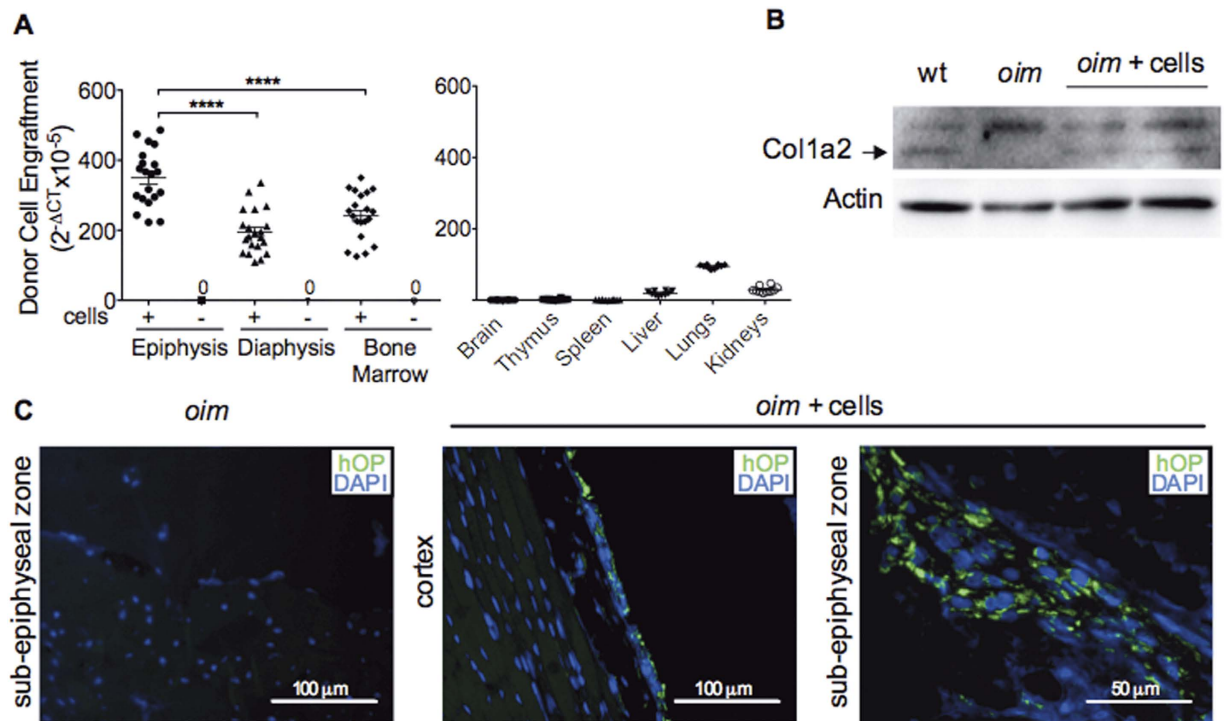 A
Donor Cell Engraftment
(2-ΔCTx10-5)
600
400
200
0
****
****
0
0
0
cells
+
-
+
-
+
-
Epiphysis
Diaphysis
Bone
Marrow
600
400
200
Brain
Thymus
Spleen
Liver
Lungs
Kidneys
B
wt
oim
oim + cells
Col1a2
Actin
C
oim
oim + cells
sub-epiphyseal zone
hOP
DAPI
100 μm
cortex
hOP
DAPI
100 μm
sub-epiphyseal zone
hOP
DAPI
50 μm